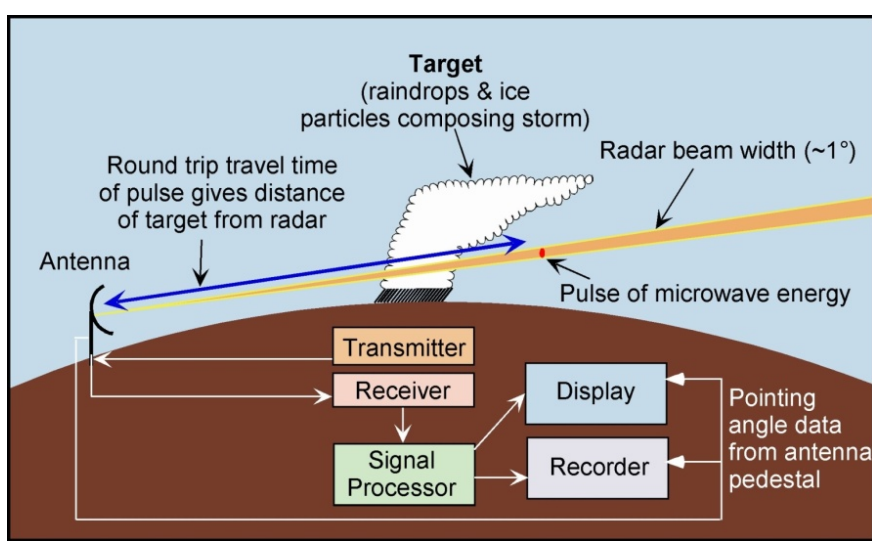 Target
(raindrops & ice
particles composing storm)
Radar beam width (~1°)
Round trip travel time
of pulse gives distance
of target from radar
Antenna
Pulse of microwave energy
Transmitter
Receiver
Signal
Processor
Display
Recorder
Pointing
angle data
from antenna
pedestal